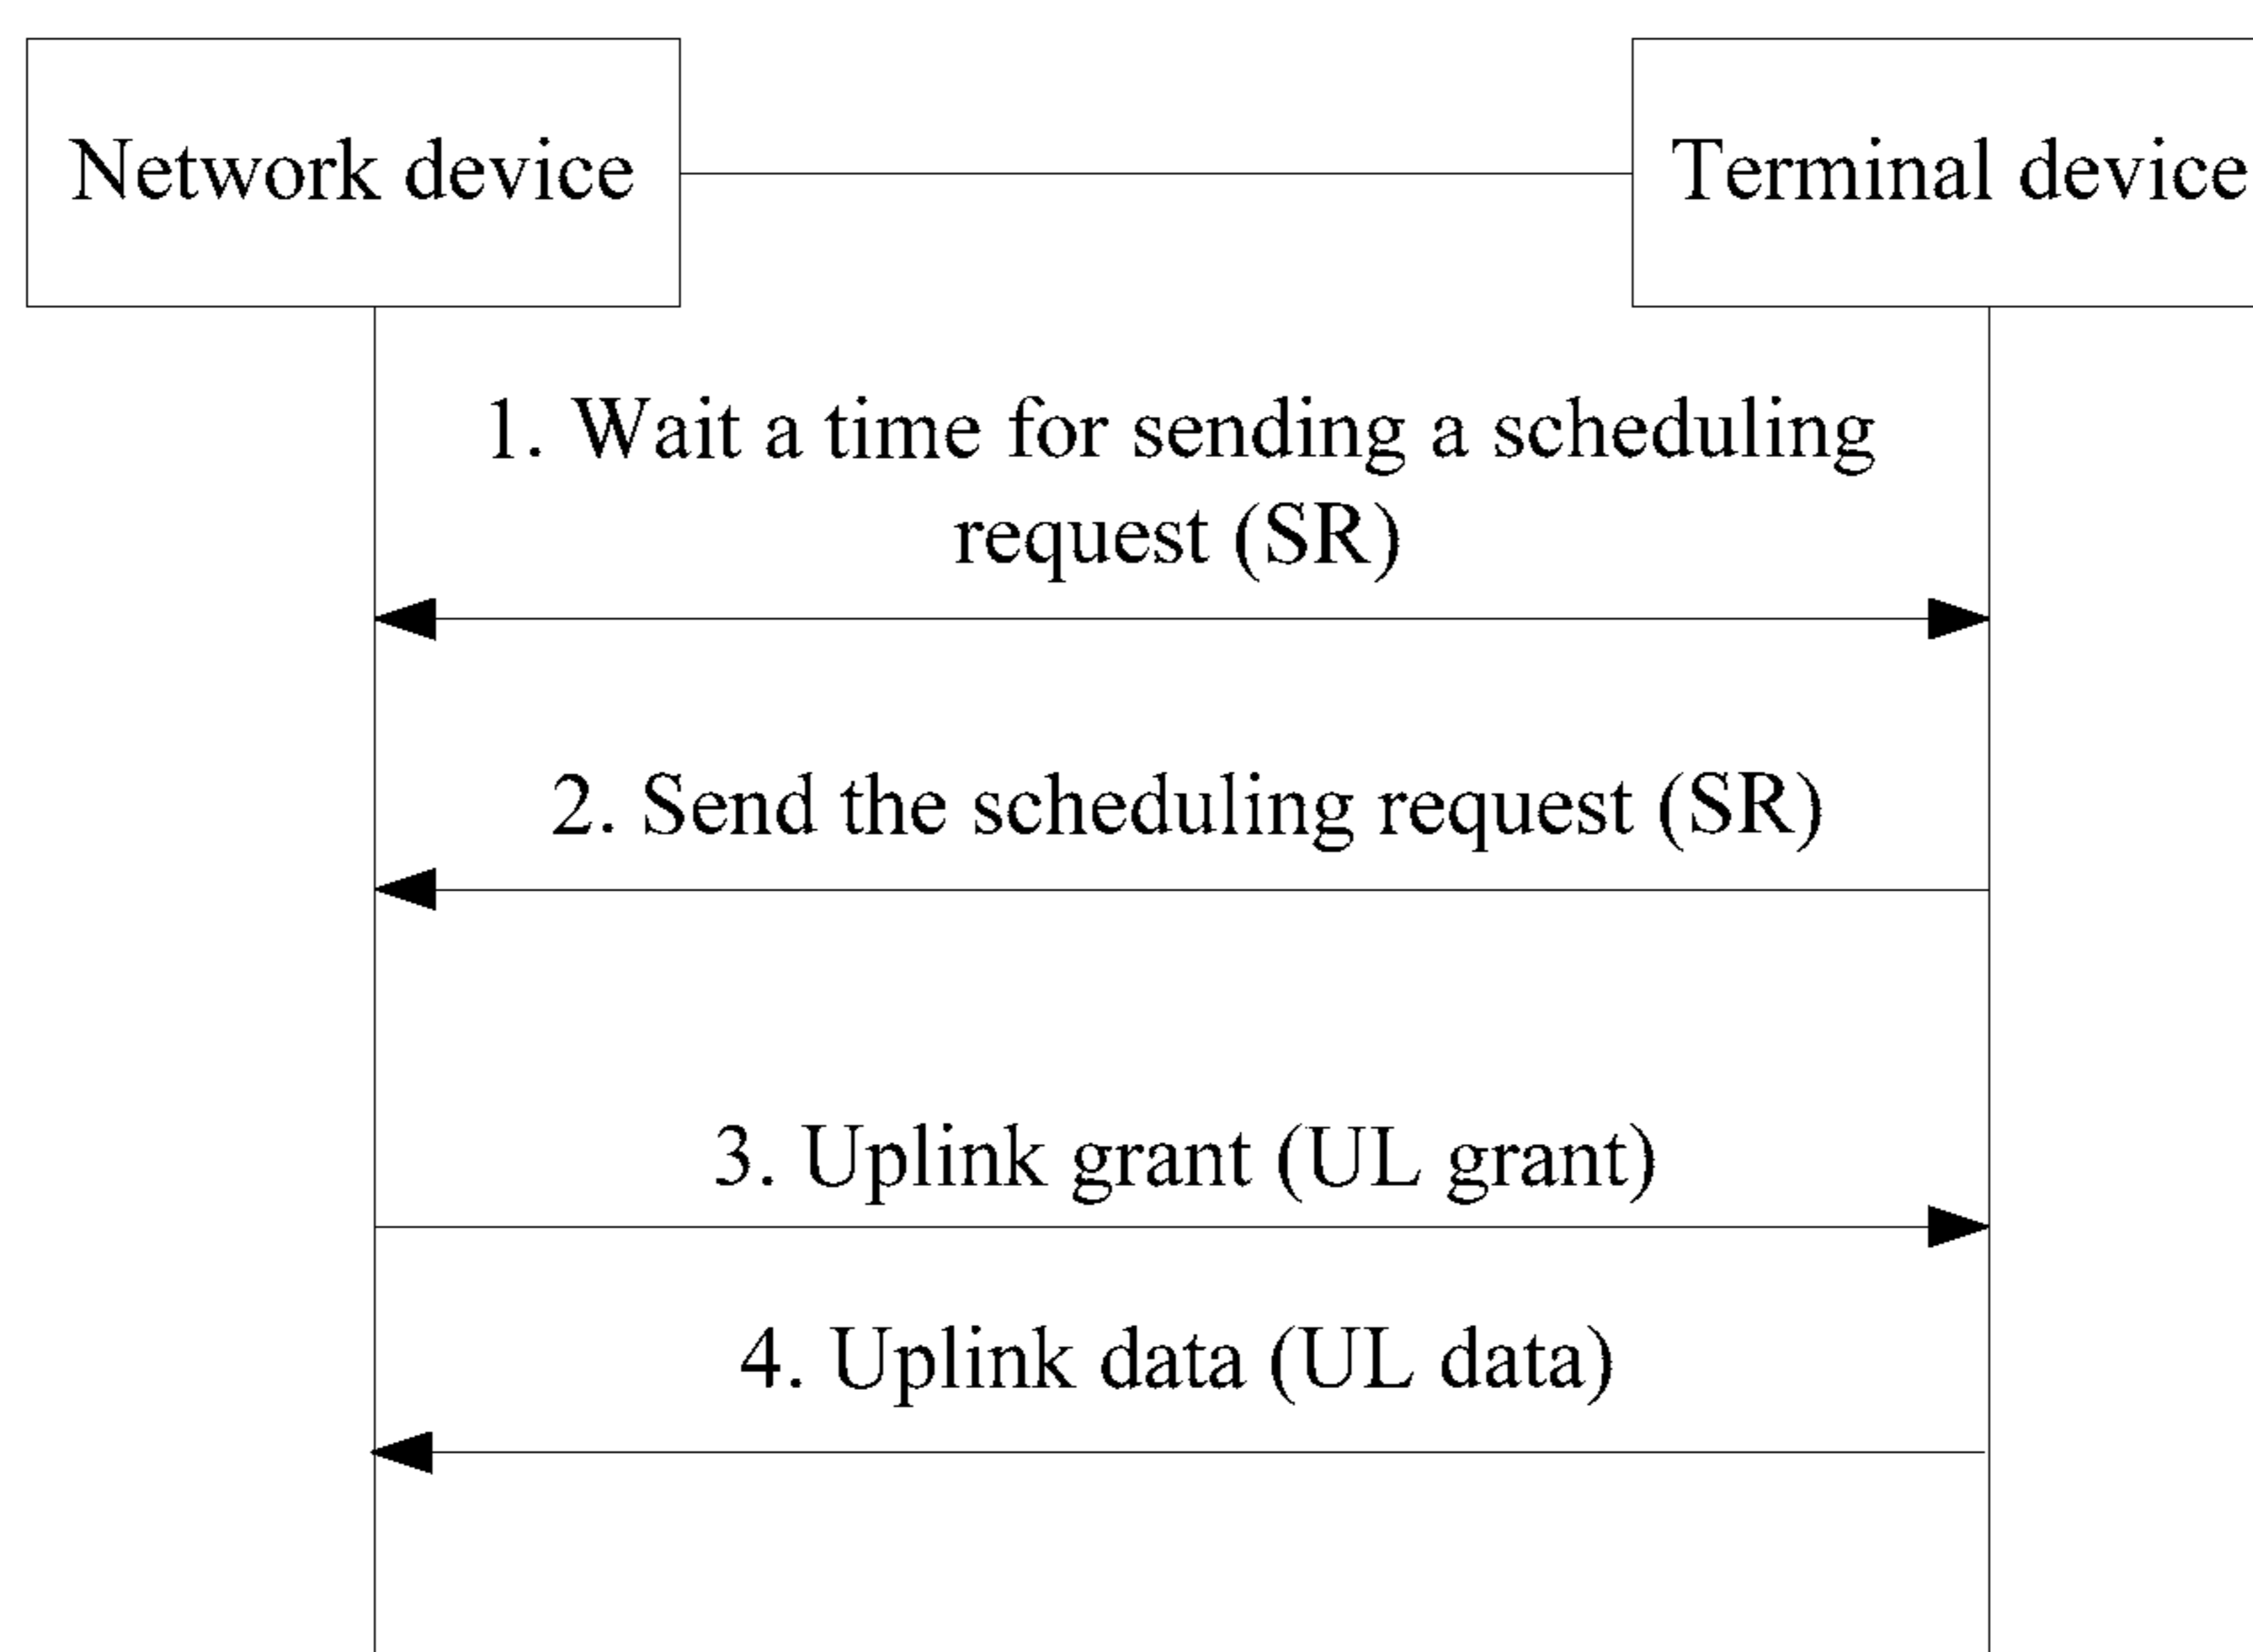 Network device
Terminal device
1. Wait a time for sending a scheduling
request (SR)
2. Send the scheduling request (SR)
3. Uplink grant (UL grant)
4. Uplink data (UL data)